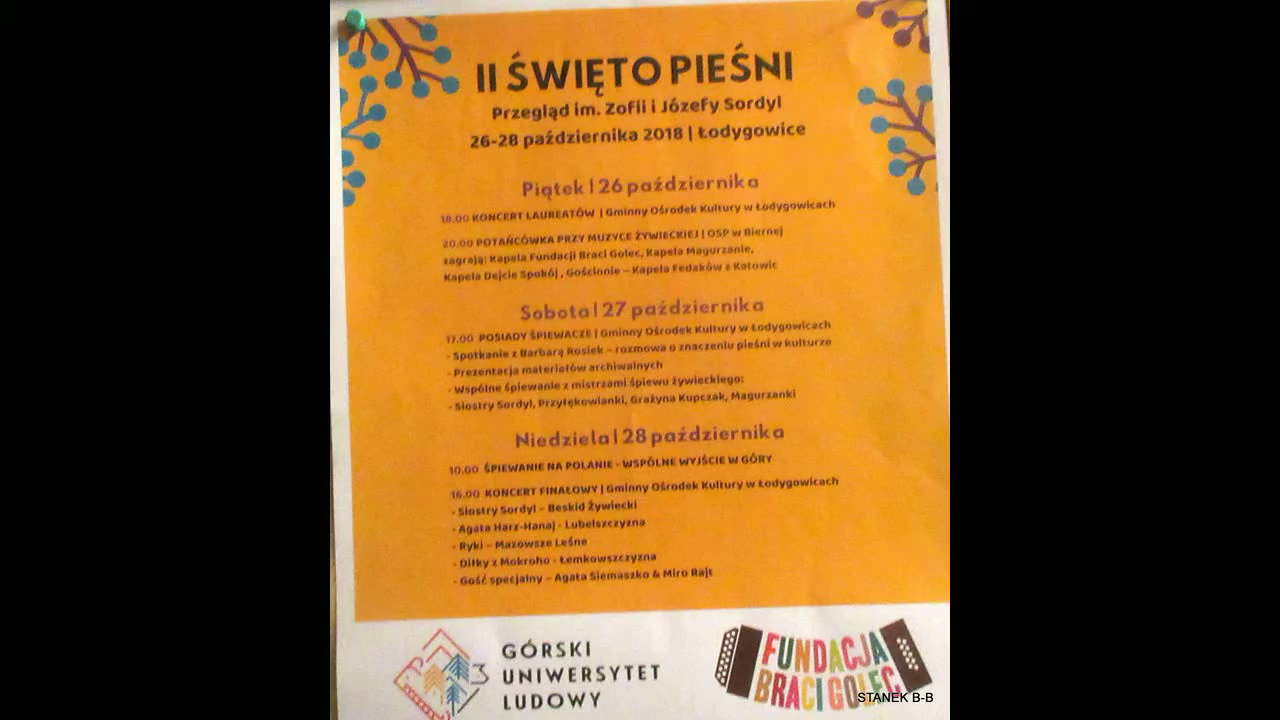 II ŚWIĘTO PIEŚNI
Przegląd im. Zofii i Józefy Sordyl
26-28 października 2018 | Łodygowice
Piątek | 26 października
18.00 KONCERT LAUREATÓW | Gminny Ośrodek Kultury w Łodygowicach
20.00 POTAŃCÓWKA PRZY MUZYCE ŻYWIECKIEJ | OSP w Biernej
zagrają: Kapela Fundacji Braci Golec, Kapela Magurzanie,
Kapela Dejcie Spokój , Gościnnie – Kapela Fedaków z Katowic
Sobota | 27 października
17.00 POSIADY ŚPIEWACZE | Gminny Ośrodek Kultury w Łodygowicach
- Spotkanie z Barbarą Rosiek – rozmowa o znaczeniu pieśni w kulturze
- Prezentacja materiałów archiwalnych
- Wspólne śpiewanie z mistrzami śpiewu żywieckiego:
- Siostry Sordyl, Przyłękowianki, Grażyna Kupczak, Magurzanki
Niedziela | 28 października
10.00 ŚPIEWANIE NA POLANIE - WSPÓLNE WYJŚCIE W GÓRY
16.00 KONCERT FINAŁOWY | Gminny Ośrodek Kultury w Łodygowicach
- Siostry Sordyl – Beskid Żywiecki
- Agata Harz-Hanaj - Lubelszczyzna
- Ryki – Mazowsze Leśne
- Diłky z Mokroho - Łemkowszczyzna
- Gość specjalny – Agata Siemaszko & Miro Rajt
GÓRSKI
UNIWERSYTET
LUDOWY
FUNDACJA
BRACI GOLEC
STANEK B-B